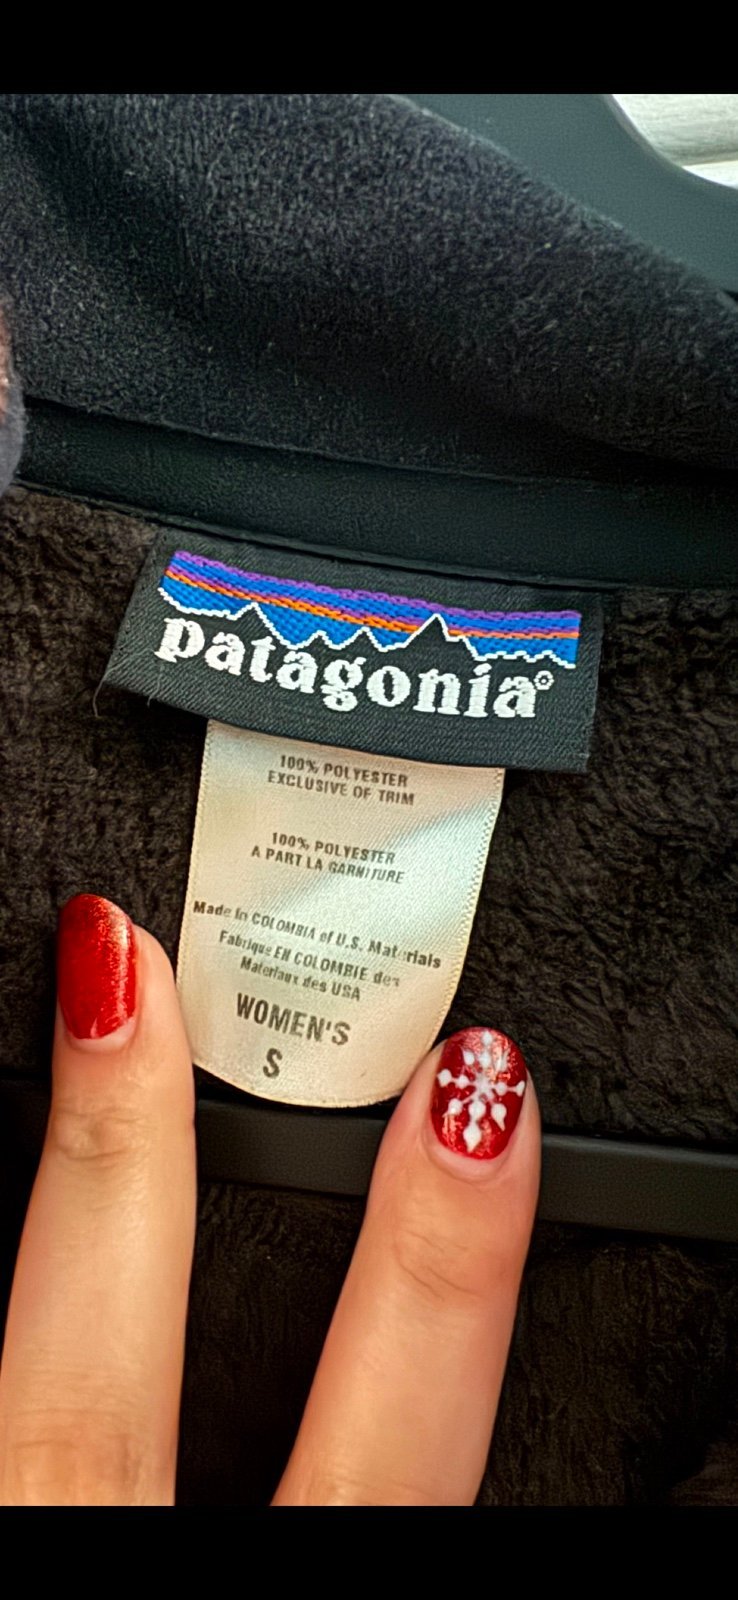 patagonia®
100% POLYESTER
EXCLUSIVE OF TRIM
100% POLYESTER
A PART LA GARNITURE
Made in COLOMBIA of U.S. Materials
Fabrique EN COLOMBIE des
Materiaux des USA
WOMEN'S
S